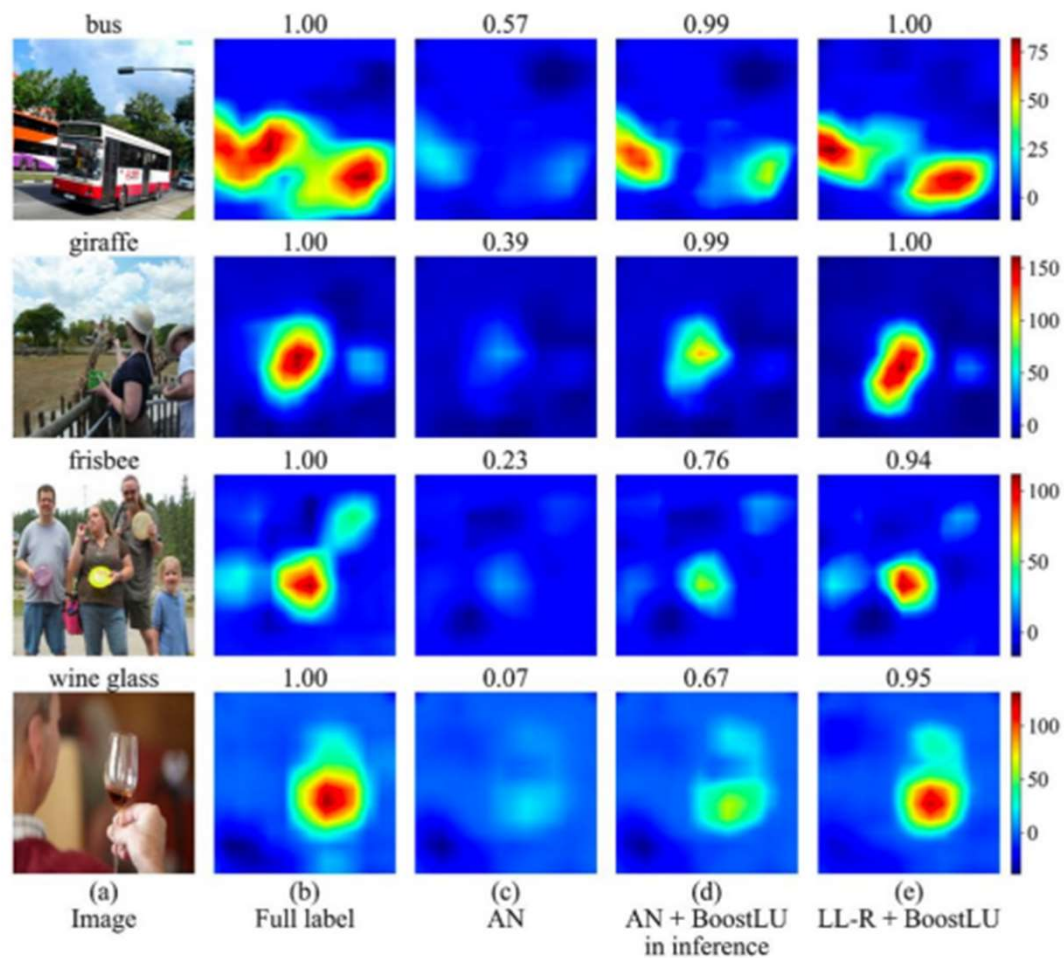 bus 1.00 0.57 0.99 1.00
75
50
25
0
giraffe 1.00 0.39 0.99 1.00
150
100
50
0
frisbee 1.00 0.23 0.76 0.94
100
50
0
wine glass 1.00 0.07 0.67 0.95
100
50
0
(a) (b) (c) (d) (e)
Image Full label AN AN + BoostLU LL-R + BoostLU
in inference